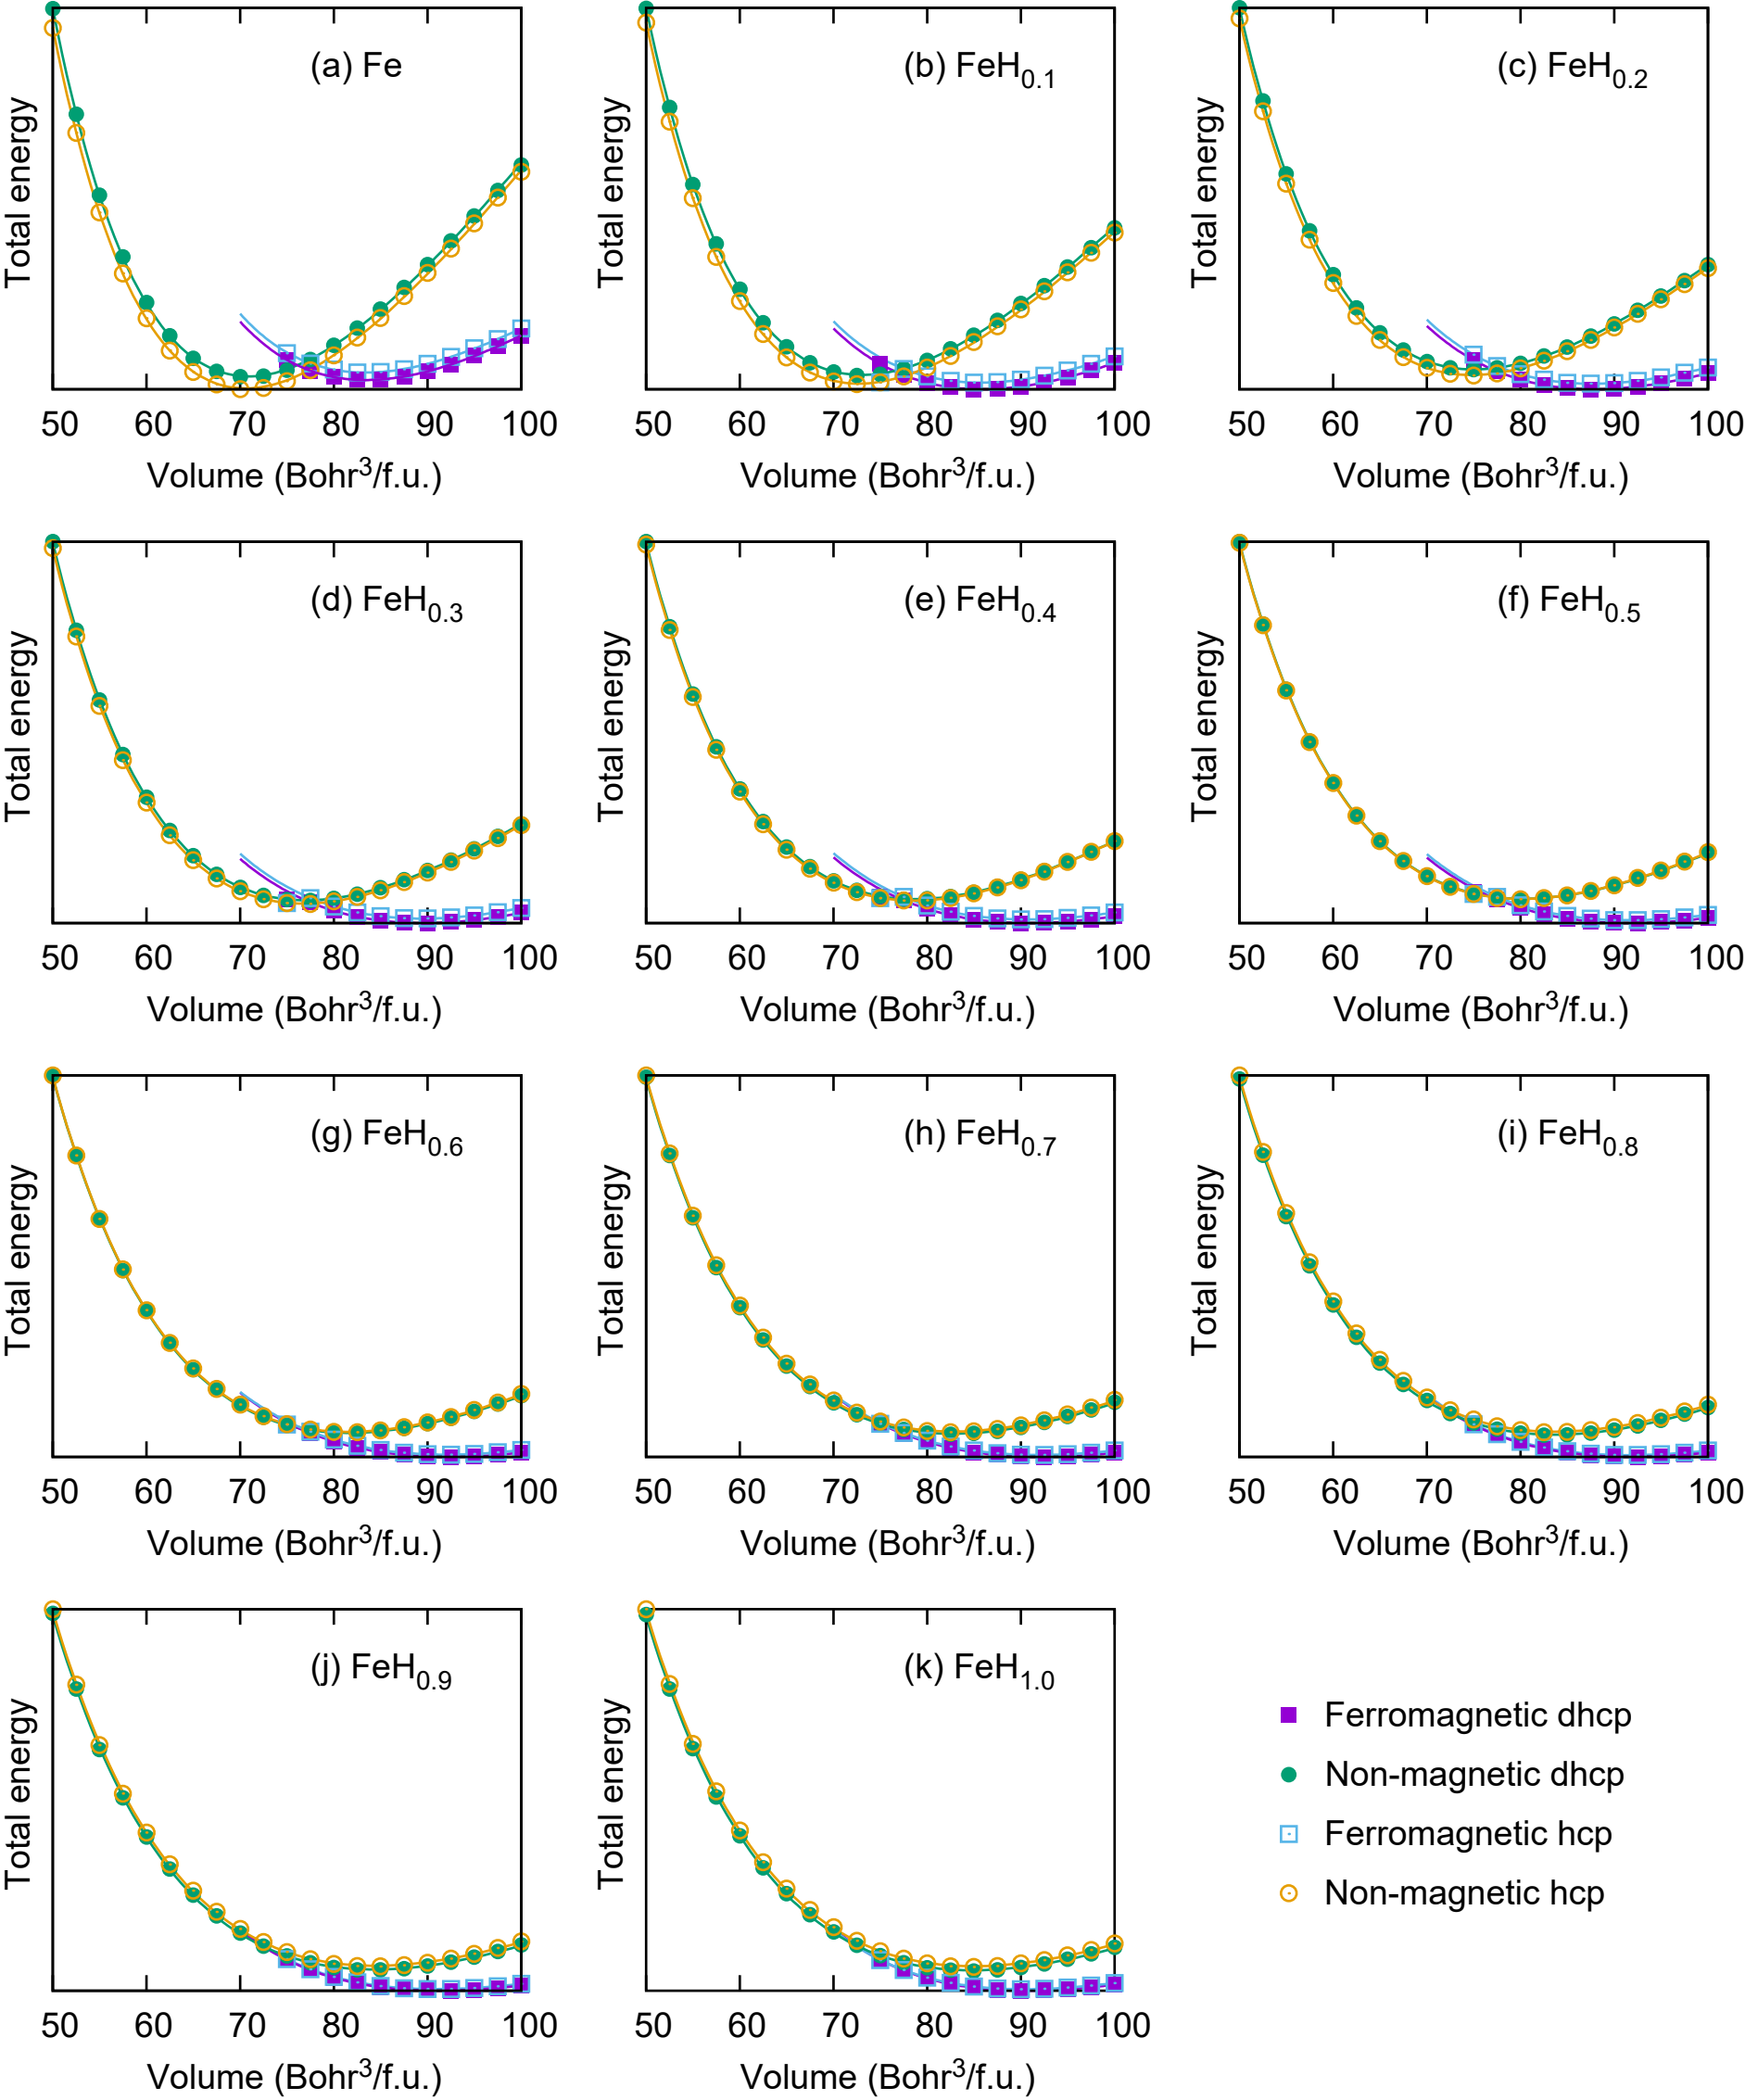 (a) Fe
(b) FeH0.1
(c) FeH0.2
Total energy
Total energy
Total energy
50 60 70 80 90 100
50 60 70 80 90 100
50 60 70 80 90 100
Volume (Bohr3/f.u.)
Volume (Bohr3/f.u.)
Volume (Bohr3/f.u.)
(d) FeH0.3
(e) FeH0.4
(f) FeH0.5
Total energy
Total energy
Total energy
50 60 70 80 90 100
50 60 70 80 90 100
50 60 70 80 90 100
Volume (Bohr3/f.u.)
Volume (Bohr3/f.u.)
Volume (Bohr3/f.u.)
(g) FeH0.6
(h) FeH0.7
(i) FeH0.8
Total energy
Total energy
Total energy
50 60 70 80 90 100
50 60 70 80 90 100
50 60 70 80 90 100
Volume (Bohr3/f.u.)
Volume (Bohr3/f.u.)
Volume (Bohr3/f.u.)
(j) FeH0.9
(k) FeH1.0
Total energy
Total energy
50 60 70 80 90 100
50 60 70 80 90 100
Volume (Bohr3/f.u.)
Volume (Bohr3/f.u.)
Ferromagnetic dhcp
Non-magnetic dhcp
Ferromagnetic hcp
Non-magnetic hcp